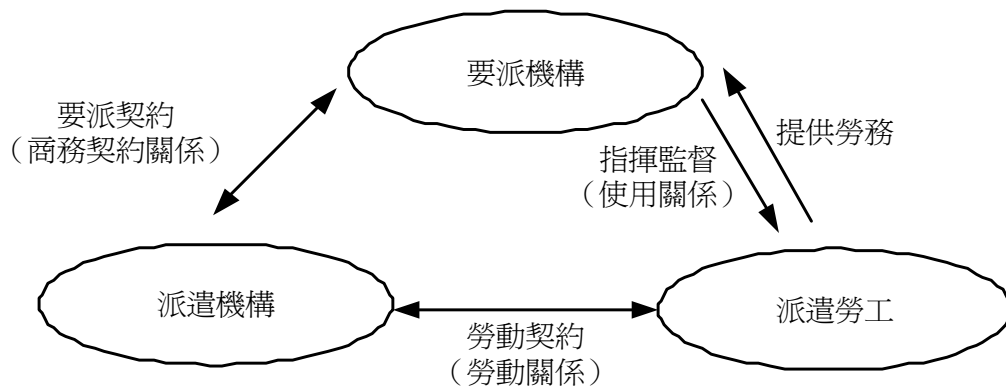 要派機構
要派契約
（商務契約關係）
提供勞務
指揮監督
（使用關係）
派遣機構
派遣勞工
勞動契約
（勞動關係）